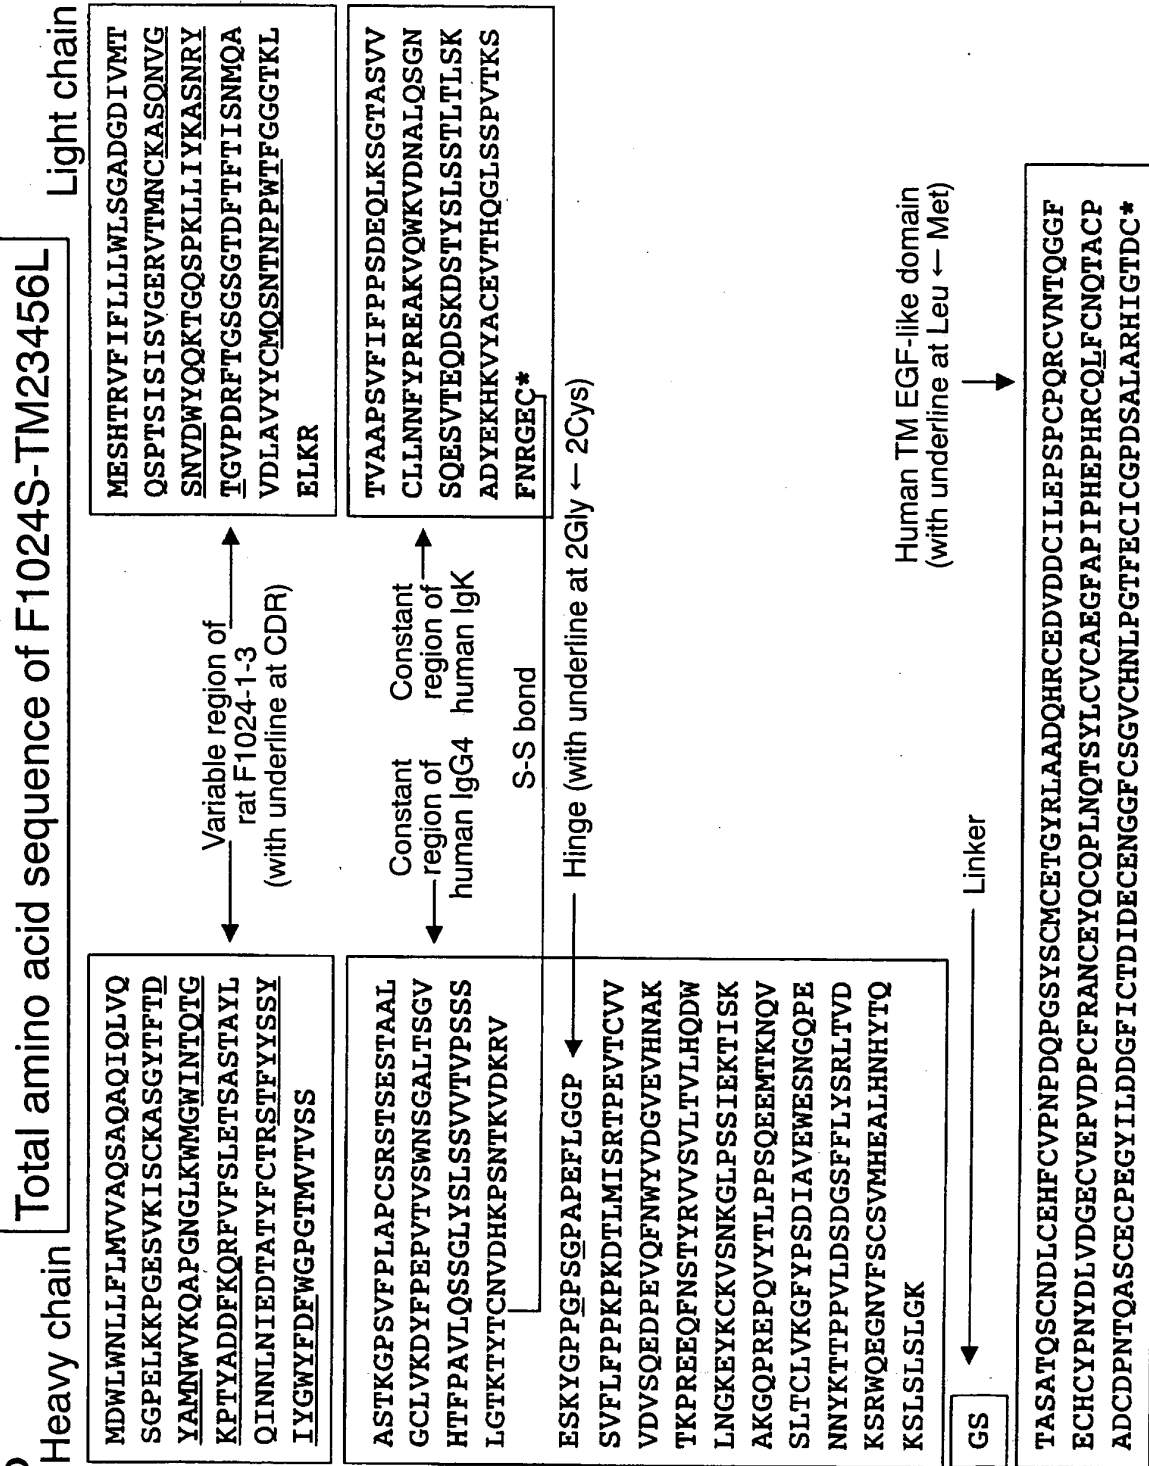 Total amino acid sequence of F1024S-TM23456L
Heavy chain
Light chain
MDWLWNLLFLMVVAQSAQAQIQLVQ
SGPELKKPGESVKISCKASGYTFTD
YAMNWVKQAPGNGLKWMGWINTQTG
KPTYADDFKQRFVFSLETSASTAYL
QINNLNIEDTATYFCTRSTFYYSSY
IYGWYFDFWGPGTMVTVSS
Variable region of
rat F1024-1-3
(with underline at CDR)
MESHTRVFIFLLLWLSGADGDIVMT
QSPTSISISVGERVTMNCKASQNVG
SNVDWYQQKTGQSPKLLIYKASNRY
TGVPDRFTGSGSGTDFTFTISNMQA
VDLAVYYCMQSNTNPPWTFGGGTKL
ELKR
ASTKGPSVFPLAPCSRSTSESTAAL
GCLVKDYFPEPVTVSWNSGALTSGV
HTFPAVLQSSGLYSLSSVVTVPSSS
LGTKTYTCNVDHKPSNTKVDKRV
Constant
region of
human IgG4
Constant
region of
human IgK
TVAAPSVFIFPPSDEQLKSGTASVV
CLLNNFYPREAKVQWKVDNALQSGN
SQESVTEQDSKDSTYSLSSTLTLSK
ADYEKHKVYACEVTHQGLSSPVTKS
FNRGEC*
S-S bond
ESKYGPPGPSGPAPEFLGGP
Hinge (with underline at 2Gly ← 2Cys)
SVFLFPPKPKDTLMISRTPEVTCVV
VDVSQEDPEVQFNWYVDGVEVHNAK
TKPREEQFNSTYRVVSVLTVLHQDW
LNGKEYKCKVSNKGLPSSIEKTISK
AKGQPREPQVYTLPPSQEEMTKNQV
SLTCLVKGFYPSDIAVEWESNGQPE
NNYKTTPPVLDSDGSFFLYSRLTVD
KSRWQEGNVFSCSVMHEALHNHYTQ
KSLSLSLGK
GS
Linker
Human TM EGF-like domain
(with underline at Leu ← Met)
TASATQSCNDLCEHFCVPNPDQPGSYSCMCETGYRLAADQHRCEDVDDCILEPSPCPQRCVNTQGGF
ECHCYPNYDLVDGECVEPVDPCFRANCEYQCQPLNQTSYLCVCAEGFAPIPHEPHRCQLFCNQTACP
ADCDPNTQASCECPEGYILDDGFICTDIDECENGGFCSGVCHNLPGTFECICGPDSALARHIGTDC*